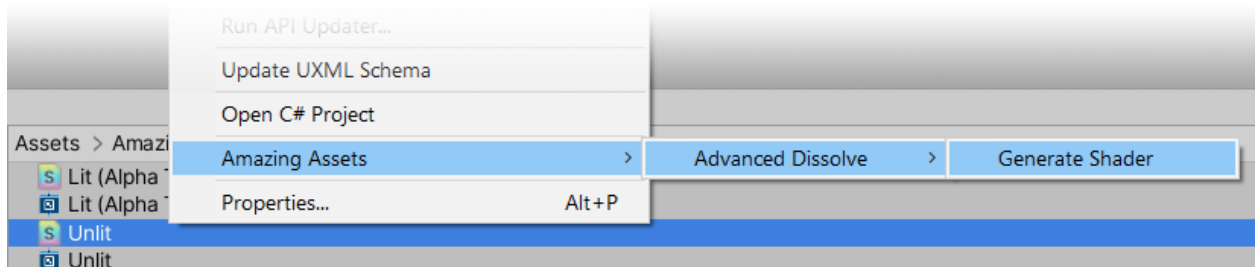 Run API Updater...
Update UXML Schema
Open C# Project
Assets > Amazi
Amazing Assets > Advanced Dissolve > Generate Shader
S Lit (Alpha T
Lit (Alpha T
Properties... Alt+P
S Unlit
Unlit